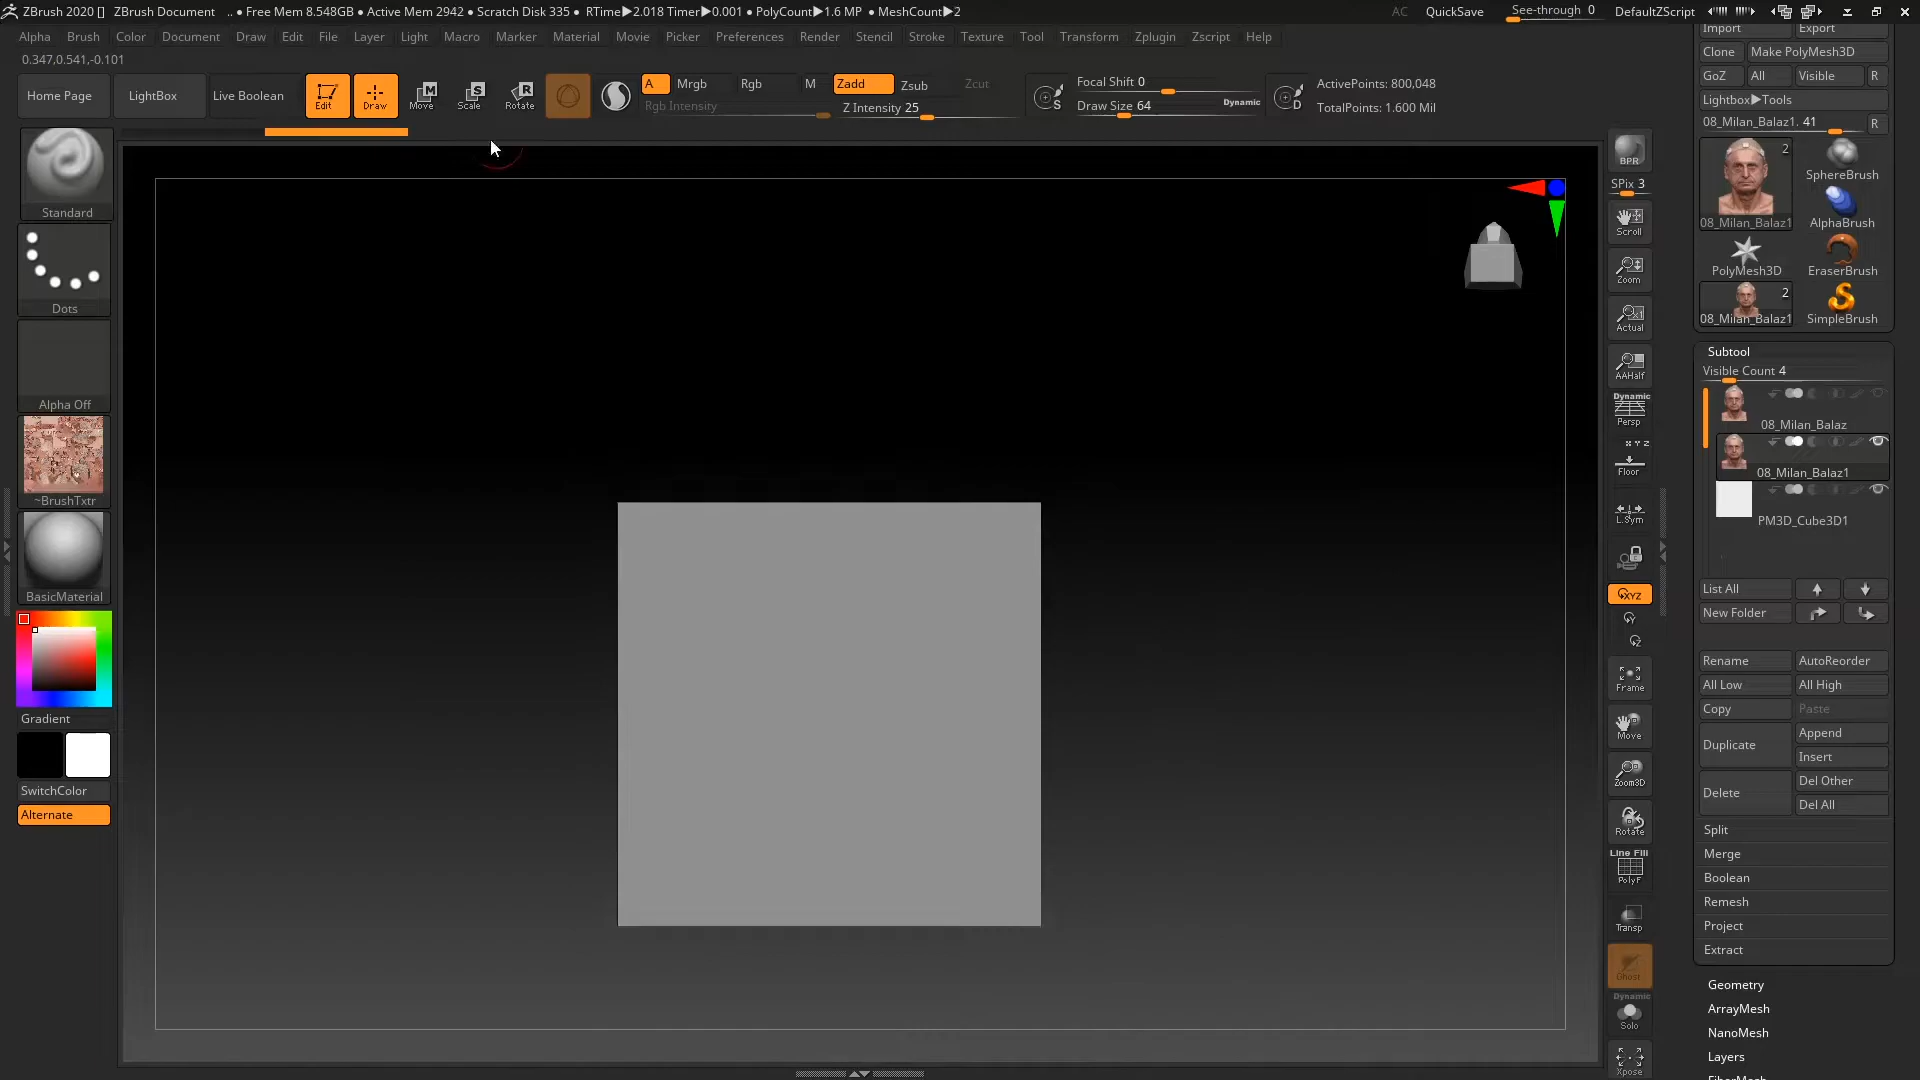 ZBrush 2020 [] ZBrush Document .. • Free Mem 8.548GB • Active Mem 2942 • Scratch Disk 335 • RTime▶2.018 Timer▶0.001 • PolyCount▶1.6 MP • MeshCount▶2 AC QuickSave See-through 0 DefaultZScript
Alpha Brush Color Document Draw Edit File Layer Light Macro Marker Material Movie Picker Preferences Render Stencil Stroke Texture Tool Transform Zplugin Zscript Help
0.347,0.541,-0.101
Home Page LightBox Live Boolean Edit Draw Move Scale Rotate
M S R
A Mrgb Rgb M Zadd Zsub Zcut
Rgb Intensity Z Intensity 25
S Focal Shift 0
Draw Size 64 Dynamic
D ActivePoints: 800,048
TotalPoints: 1.600 Mil
Standard
Dots
Alpha Off
~BrushTxtr
BasicMaterial
Gradient
SwitchColor
Alternate
BPR
SPix 3
Scroll
Zoom
Actual
AAHalf
Dynamic
Persp
X Y Z
Floor
L.Sym
XYZ
Y
Z
Frame
Move
Zoom3D
Rotate
Line Fill
PolyF
Transp
Ghost
Dynamic
Solo
Xpose
Import Export
Clone Make PolyMesh3D
GoZ All Visible R
Lightbox▶Tools
08_Milan_Balaz1. 41 R
2
08_Milan_Balaz1 SphereBrush
AlphaBrush
PolyMesh3D EraserBrush
2
08_Milan_Balaz1 SimpleBrush
Subtool
Visible Count 4
08_Milan_Balaz
08_Milan_Balaz1
PM3D_Cube3D1
List All
New Folder
Rename AutoReorder
All Low All High
Copy Paste
Duplicate Append
Insert
Delete Del Other
Del All
Split
Merge
Boolean
Remesh
Project
Extract
Geometry
ArrayMesh
NanoMesh
Layers
FiberMesh